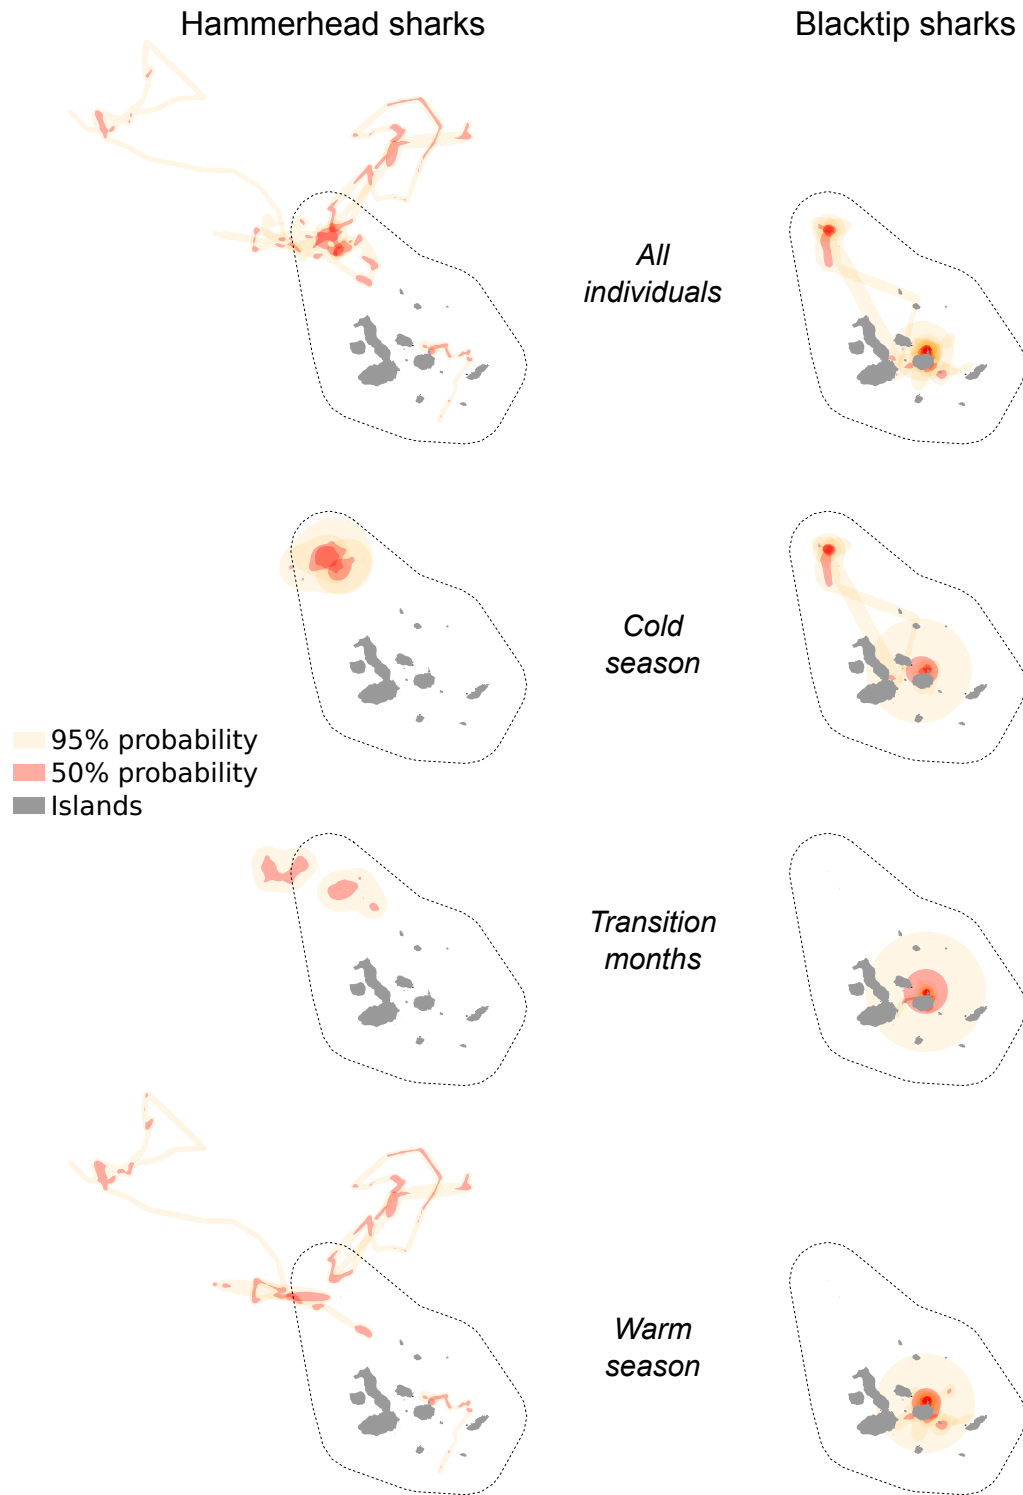 Hammerhead sharks
Blacktip sharks
All
individuals
Cold
season
95% probability
50% probability
Islands
Transition
months
Warm
season